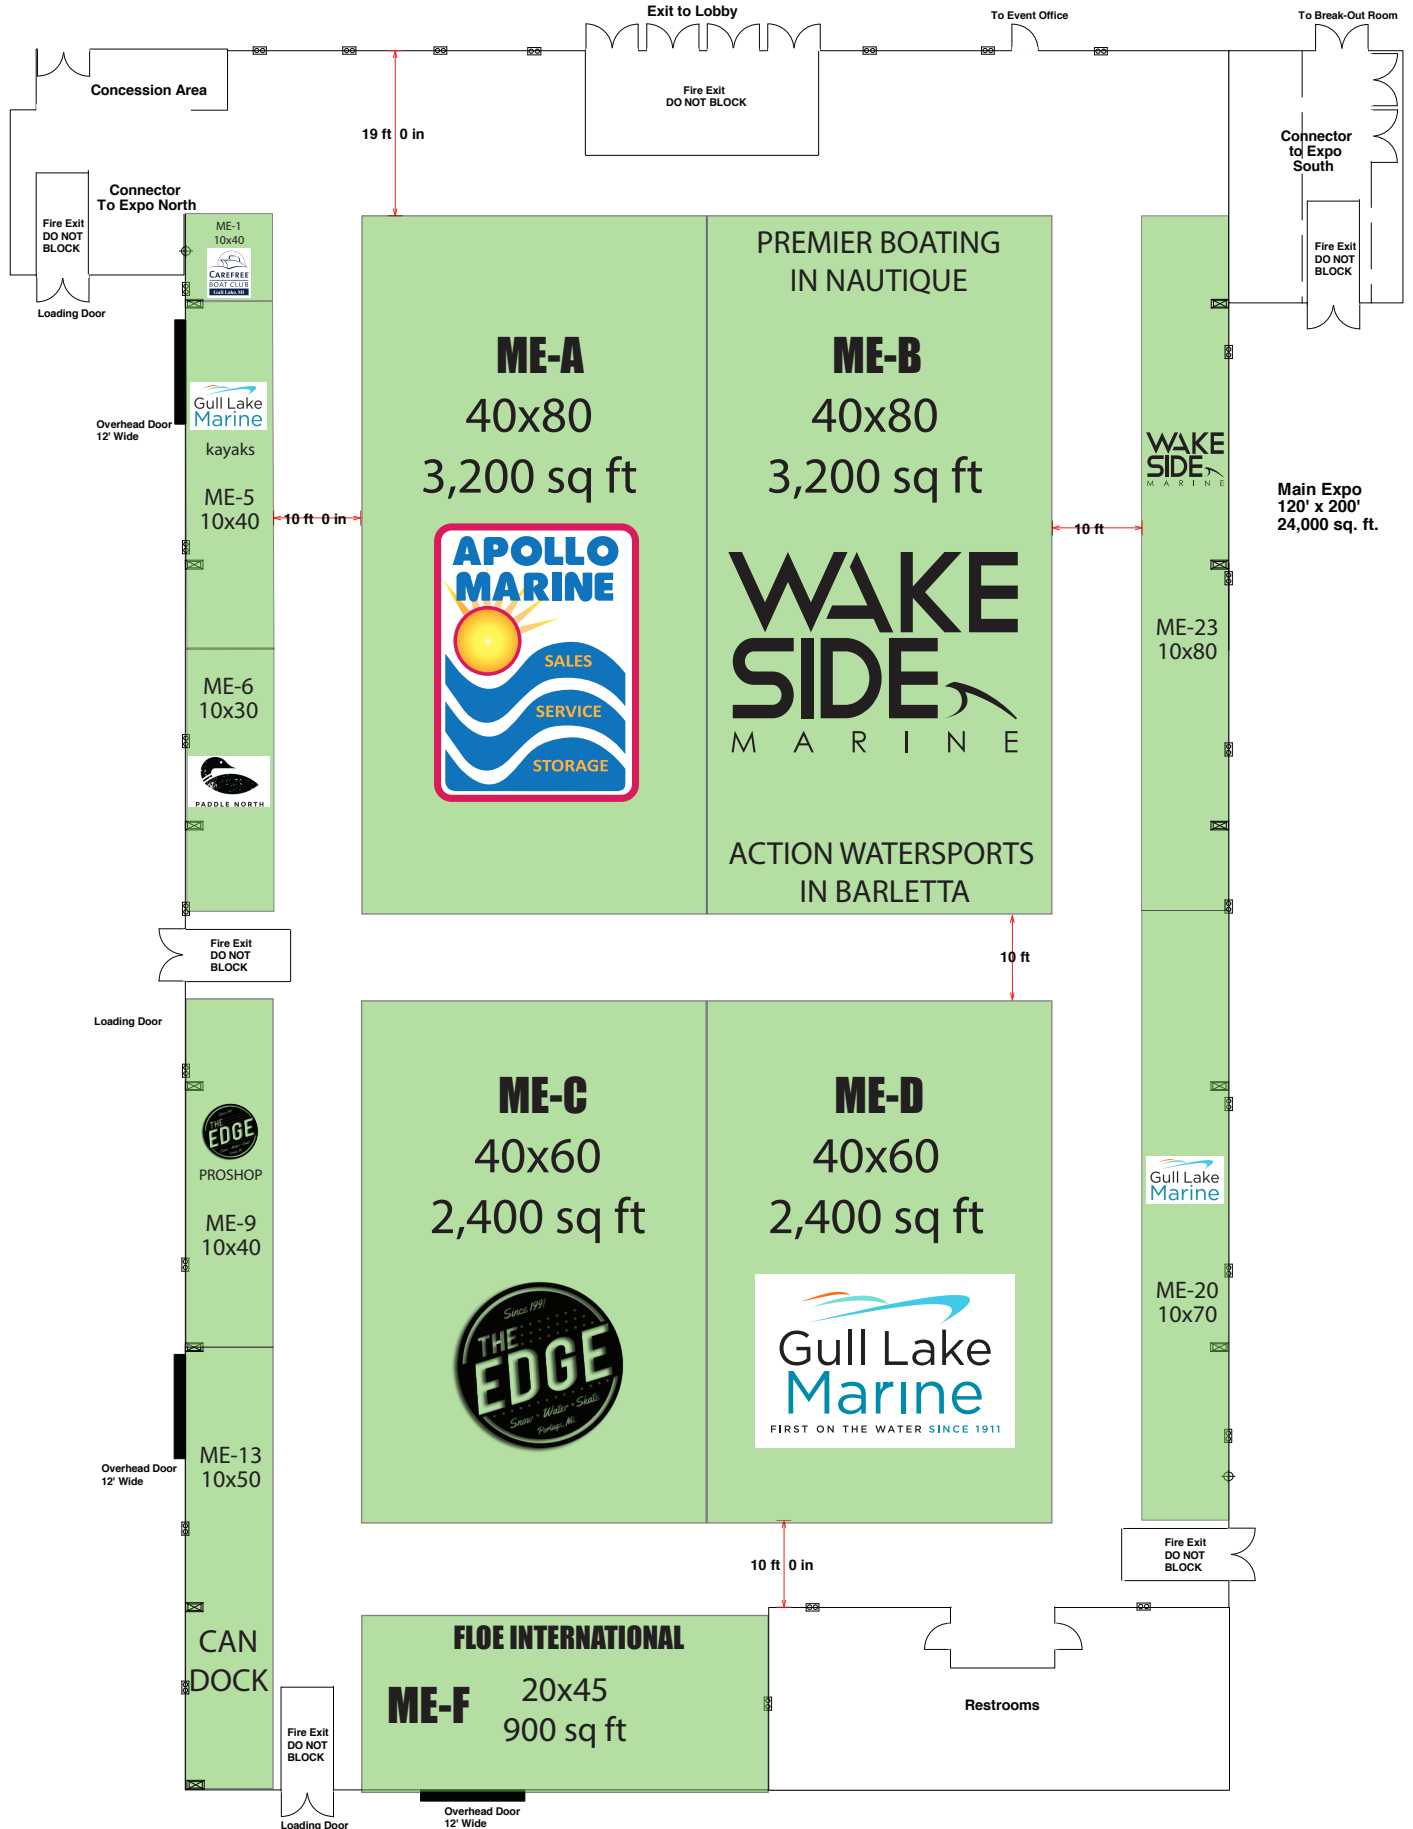 Exit to Lobby
To Event Office
To Break-Out Room
Concession Area
Fire Exit
DO NOT BLOCK
19 ft 0 in
Connector
to Expo
South
Connector
To Expo North
Fire Exit
DO NOT
BLOCK
Loading Door
Fire Exit
DO NOT
BLOCK
ME-1
10x40
CAREFREE
BOAT CLUB
Gull Lake, MI
Overhead Door
12' Wide
Gull Lake
Marine
kayaks
ME-5
10x40
10 ft 0 in
ME-6
10x30
PADDLE NORTH
ME-A
40x80
3,200 sq ft
APOLLO
MARINE
SALES
SERVICE
STORAGE
PREMIER BOATING
IN NAUTIQUE
ME-B
40x80
3,200 sq ft
WAKE
SIDE
MARINE
ACTION WATERSPORTS
IN BARLETTA
10 ft
WAKE
SIDE
MARINE
ME-23
10x80
Main Expo
120' x 200'
24,000 sq. ft.
Fire Exit
DO NOT
BLOCK
10 ft
Loading Door
THE
EDGE
PROSHOP
ME-9
10x40
ME-C
40x60
2,400 sq ft
Since 1991
THE
EDGE
Snow • Water • Skate
Portage, Mi.
ME-D
40x60
2,400 sq ft
Gull Lake
Marine
FIRST ON THE WATER SINCE 1911
Gull Lake
Marine
ME-20
10x70
Overhead Door
12' Wide
ME-13
10x50
CAN
DOCK
10 ft 0 in
Fire Exit
DO NOT
BLOCK
FLOE INTERNATIONAL
ME-F
20x45
900 sq ft
Restrooms
Fire Exit
DO NOT
BLOCK
Loading Door
Overhead Door
12' Wide